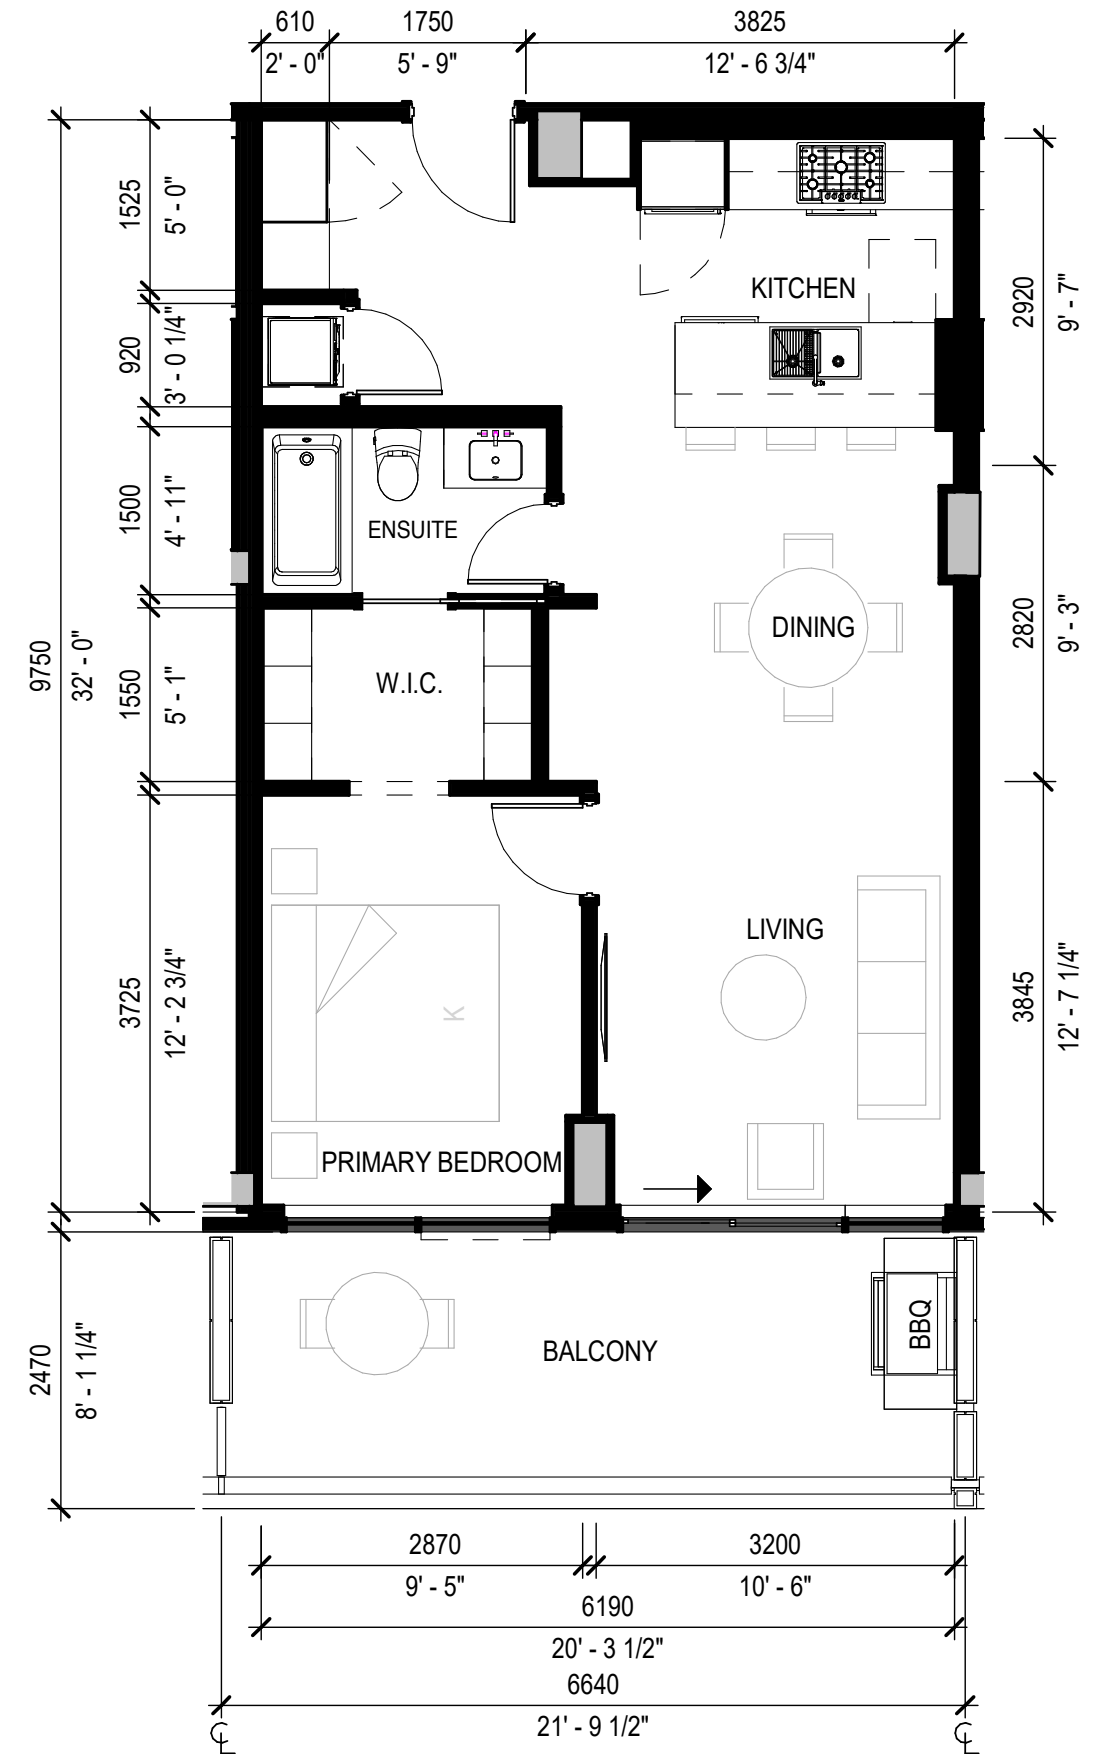 610
1750
3825
2' - 0"
5' - 9"
12' - 6 3/4"
1525
5' - 0"
920
3' - 0 1/4"
1500
4' - 11"
1550
5' - 1"
9750
32' - 0"
3725
12' - 2 3/4"
2470
8' - 1 1/4"
KITCHEN
ENSUITE
DINING
W.I.C.
LIVING
K
PRIMARY BEDROOM
BALCONY
BBQ
2920
9' - 7"
2820
9' - 3"
3845
12' - 7 1/4"
2870
3200
9' - 5"
10' - 6"
6190
20' - 3 1/2"
6640
21' - 9 1/2"
℄
℄